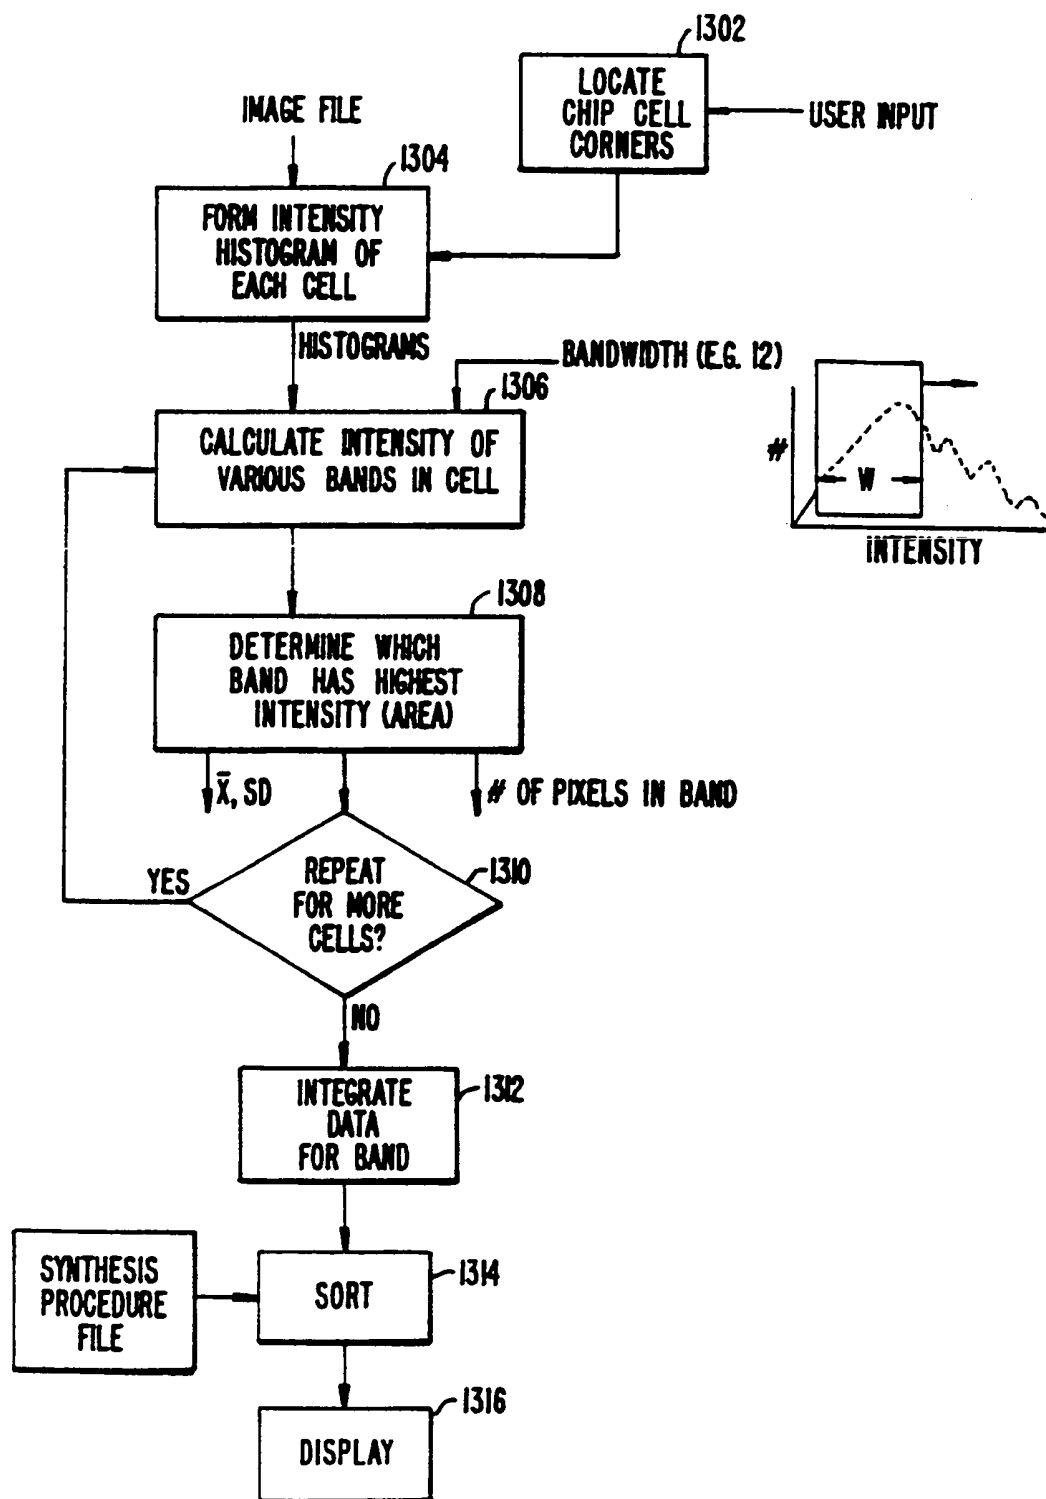 1302
LOCATE
CHIP CELL
CORNERS
USER INPUT
IMAGE FILE
1304
FORM INTENSITY
HISTOGRAM OF
EACH CELL
HISTOGRAMS
BANDWIDTH (E.G. 12)
1306
CALCULATE INTENSITY OF
VARIOUS BANDS IN CELL
#
W
INTENSITY
1308
DETERMINE WHICH
BAND HAS HIGHEST
INTENSITY (AREA)
X̄, SD
# OF PIXELS IN BAND
YES
REPEAT
FOR MORE
CELLS?
1310
NO
INTEGRATE
DATA
FOR BAND
1312
SYNTHESIS
PROCEDURE
FILE
SORT
1314
DISPLAY
1316